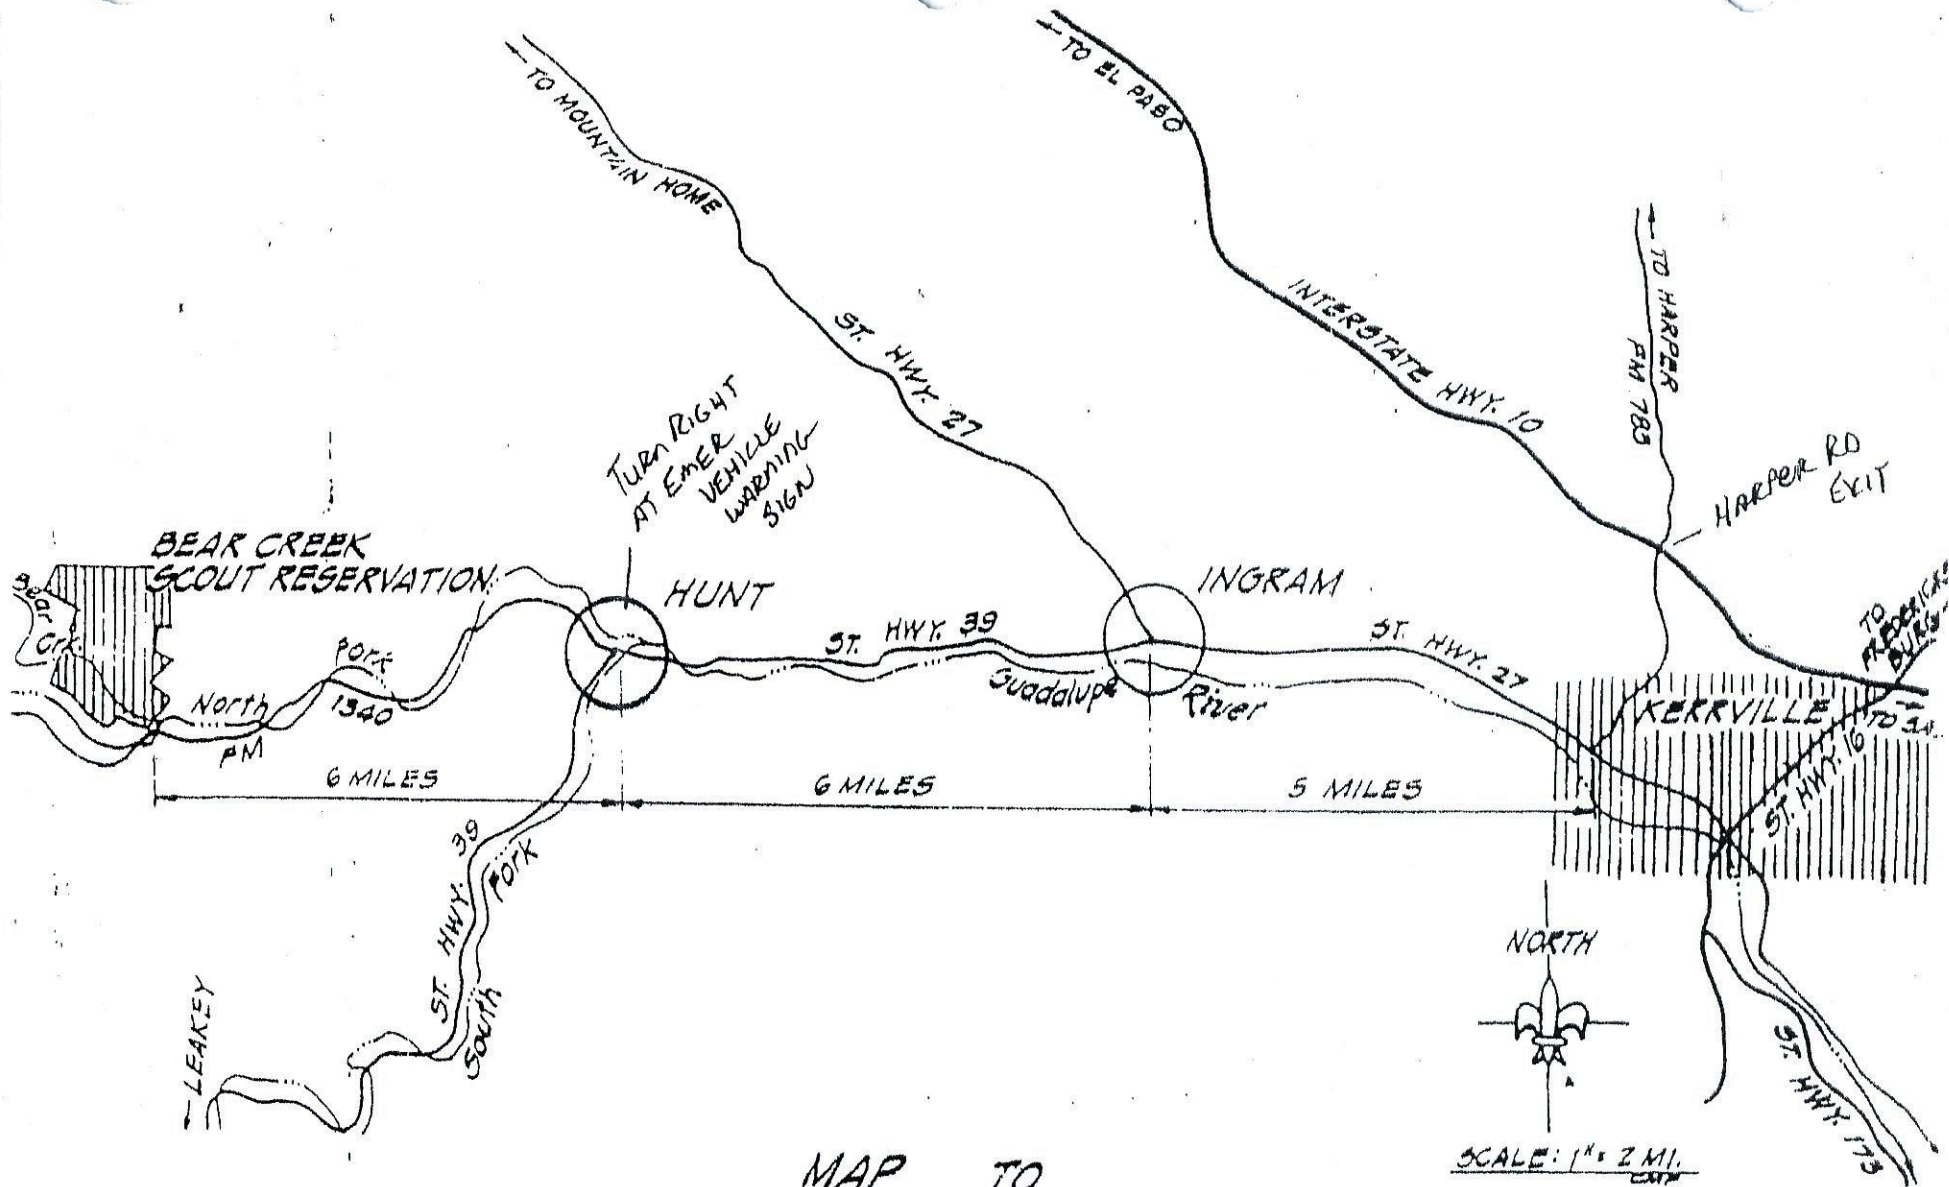 ← TO MOUNTAIN HOME
← TO EL PASO
← TO HARPER
FM 783
INTERSTATE HWY. 10
ST. HWY. 27
TURN RIGHT
AT EMER
VEHICLE
WARNING
SIGN
HARPER RD
EXIT
BEAR CREEK
SCOUT RESERVATION
HUNT
INGRAM
Bear
Crk.
TO
FREDERICKS
BURG
ST. HWY. 39
ST. HWY. 27
Guadalupe River
North Fork
FM 1340
KERRVILLE
TO
ST. HWY. 16
6 MILES
6 MILES
5 MILES
ST. HWY. 39
South FORK
NORTH
← LEAKEY
ST. HWY. 173
SCALE: 1" = 2 MI.
MAP TO